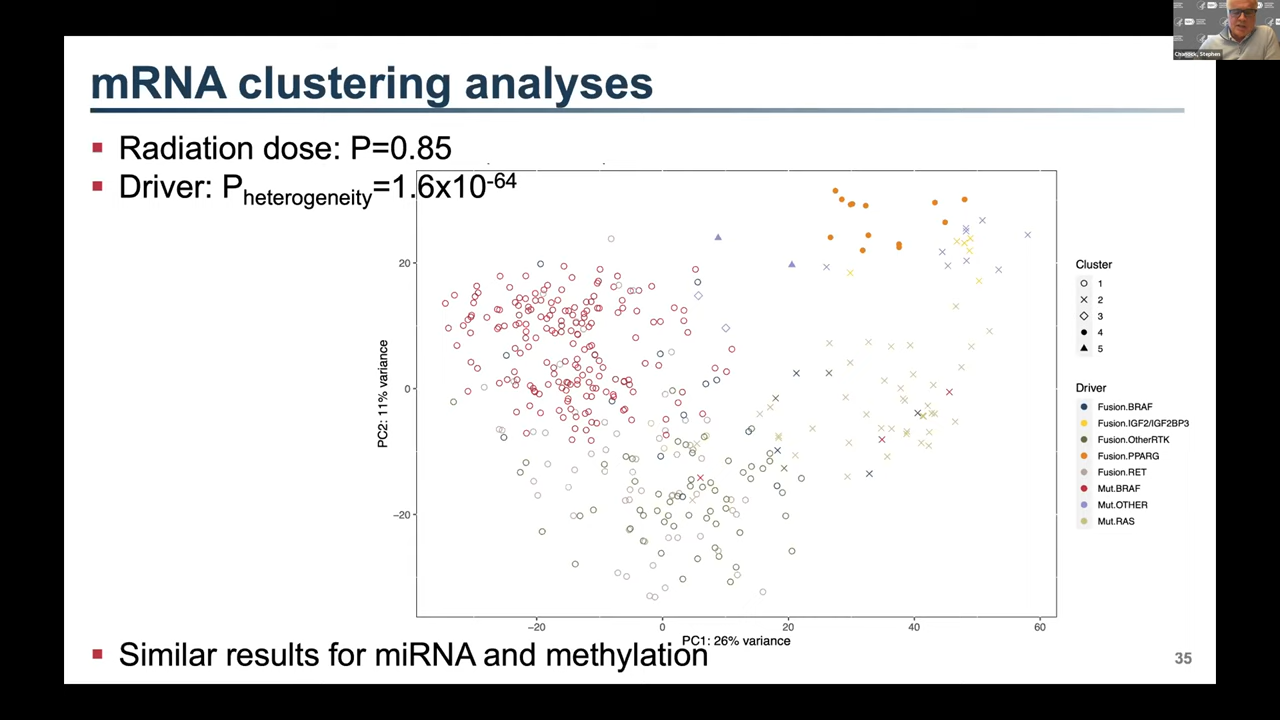 Chanock, Stephen
mRNA clustering analyses
▪ Radiation dose: P=0.85
▪ Driver: Pheterogeneity=1.6x10-64
PC2: 11% variance
20
0
−20
−20
0
20
40
60
PC1: 26% variance
Cluster
1
2
3
4
5
Driver
Fusion.BRAF
Fusion.IGF2/IGF2BP3
Fusion.OtherRTK
Fusion.PPARG
Fusion.RET
Mut.BRAF
Mut.OTHER
Mut.RAS
▪ Similar results for miRNA and methylation
35